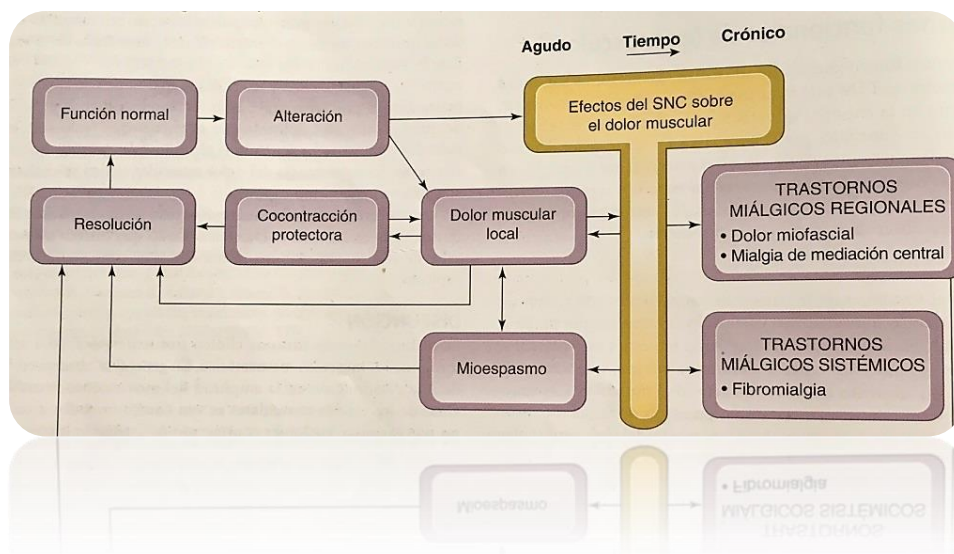 Agudo
Tiempo
Crónico
Función normal
Alteración
Efectos del SNC sobre
el dolor muscular
Resolución
Cocontracción
protectora
Dolor muscular
local
TRASTORNOS
MIÁLGICOS REGIONALES
• Dolor miofascial
• Mialgia de mediación central
Mioespasmo
TRASTORNOS
MIÁLGICOS SISTÉMICOS
• Fibromialgia